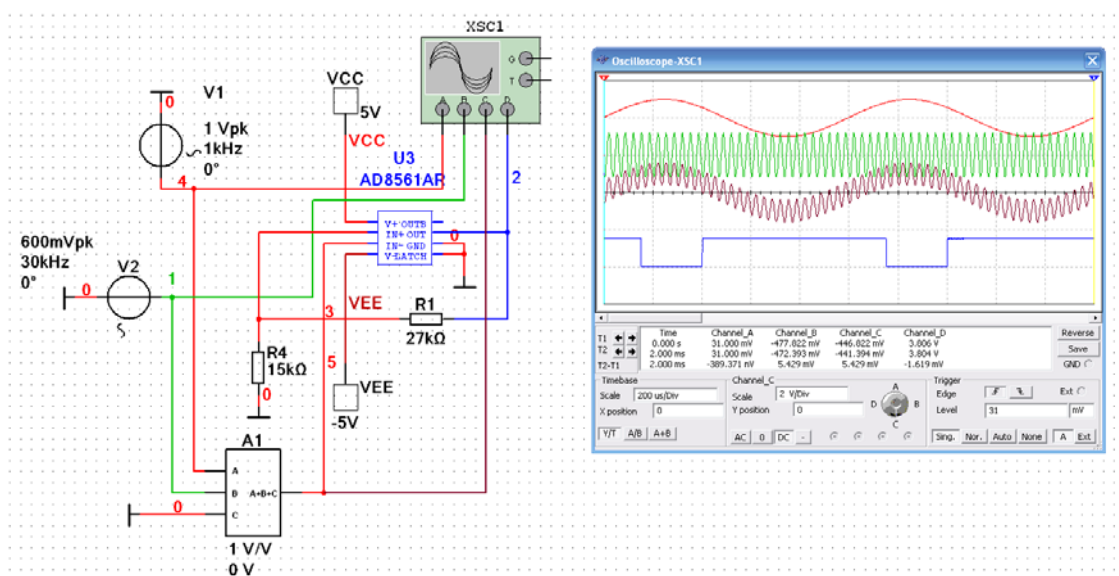 XSC1
G
T
A B C D
V1
0
1 Vpk
1kHz
0°
4
VCC
5V
VCC
U3
AD8561AR
2
V+ OUTB
IN+ OUT
IN- GND
V- LATCH
0
600mVpk
30kHz
0°
V2
0
1
3
VEE
R1
27kΩ
R4
15kΩ
0
5
VEE
-5V
A1
A
B A+B+C
C
0
1 V/V
0 V
Oscilloscope-XSC1
Time Channel_A Channel_B Channel_C Channel_D
T1 0.000 s 31.000 mV -477.822 mV -446.822 mV 3.806 V
T2 2.000 ms 31.000 mV -472.393 mV -441.394 mV 3.804 V
T2-T1 2.000 ms -389.371 nV 5.429 mV 5.429 mV -1.619 mV
Reverse
Save
GND
Timebase
Scale 200 us/Div
X position 0
Y/T A/B A+B
Channel_C
Scale 2 V/Div
Y position 0
AC 0 DC -
A
D B
C
Trigger
Edge Ext
Level 31 mV
Sing. Nor. Auto None A Ext